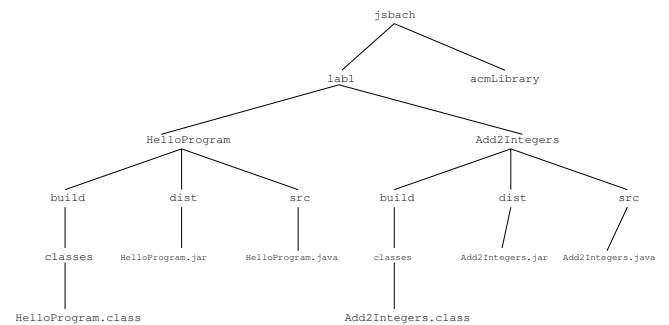 jsbach
lab1 acmLibrary
HelloProgram Add2Integers
build dist src build dist src
classes HelloProgram.jar HelloProgram.java classes Add2Integers.jar Add2Integers.java
HelloProgram.class Add2Integers.class